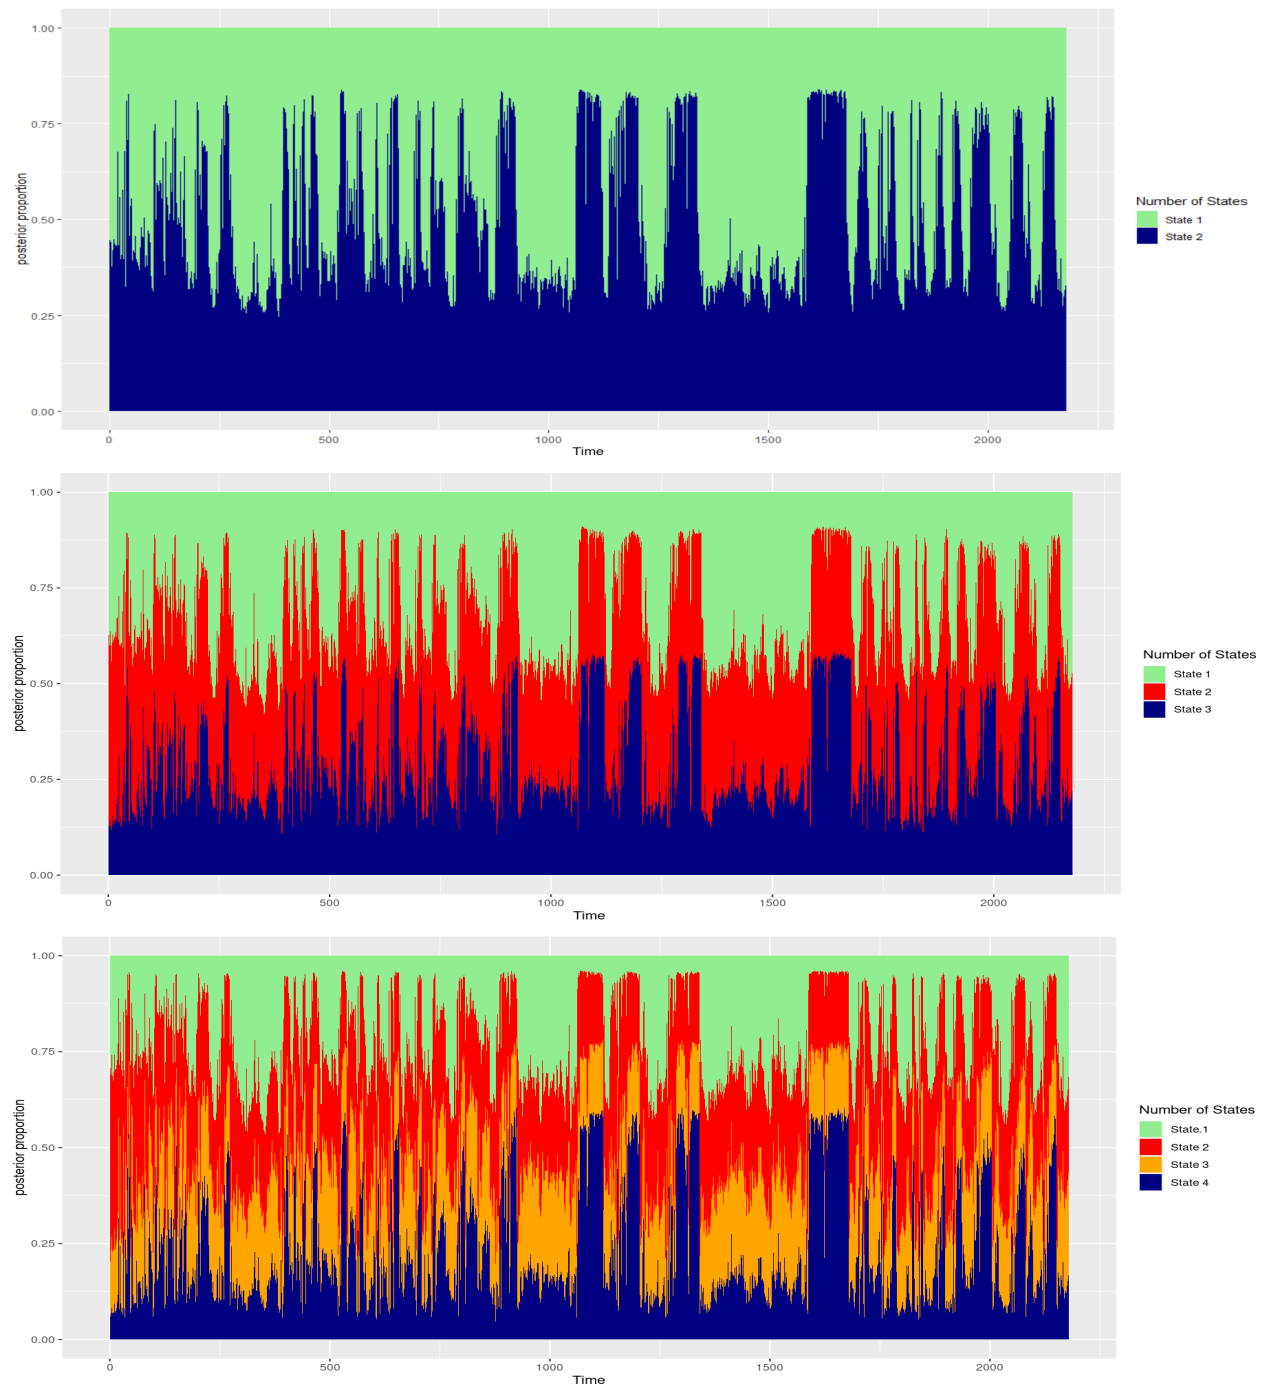 1.00
0.75
0.50
0.25
0.00
posterior proportion
0 500 1000 1500 2000
Time
Number of States
State 1
State 2
1.00
0.75
0.50
0.25
0.00
posterior proportion
0 500 1000 1500 2000
Time
Number of States
State 1
State 2
State 3
1.00
0.75
0.50
0.25
0.00
posterior proportion
0 500 1000 1500 2000
Time
Number of States
State.1
State 2
State 3
State 4